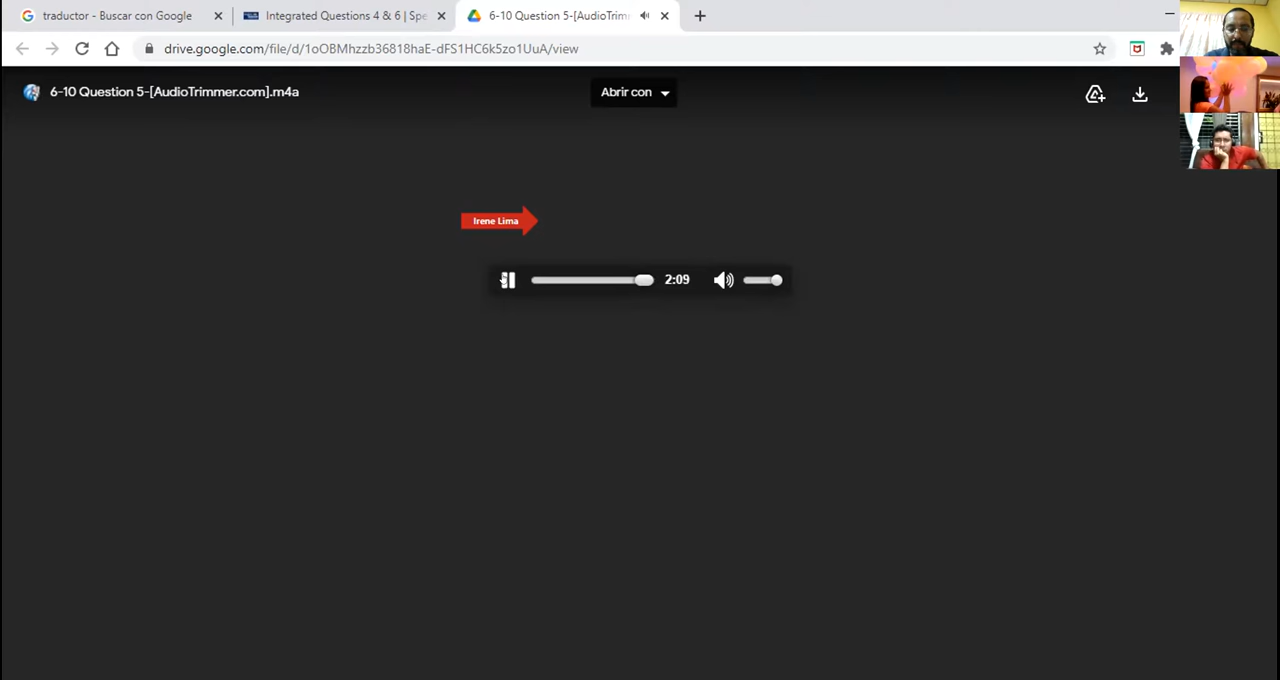 traductor - Buscar con Google
Integrated Questions 4 & 6 | Spe
6-10 Question 5-[AudioTrimm
drive.google.com/file/d/1oOBMhzzb36818haE-dFS1HC6k5zo1UuA/view
6-10 Question 5-[AudioTrimmer.com].m4a
Abrir con
Irene Lima
2:09